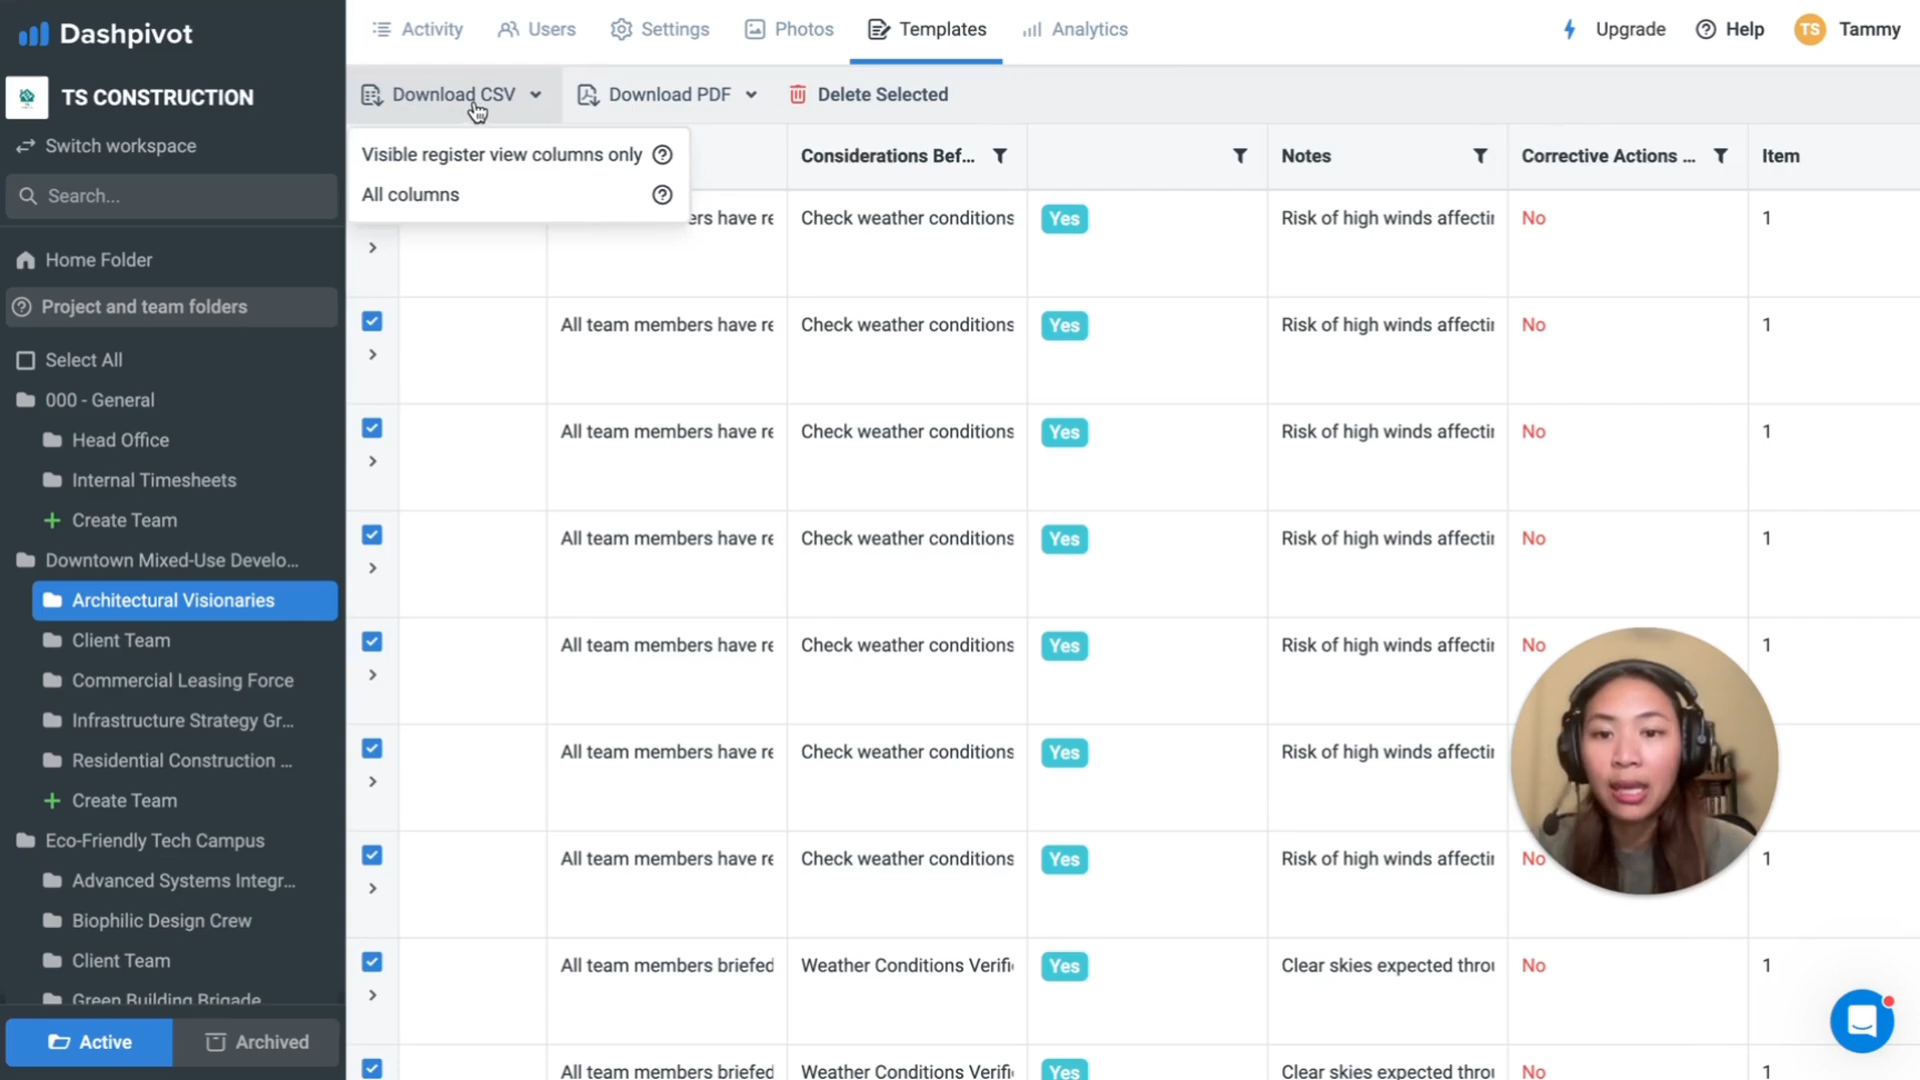 Dashpivot
Activity
Users
Settings
Photos
Templates
Analytics
Upgrade
Help
TS
Tammy
TS CONSTRUCTION
Switch workspace
Search...
Home Folder
Project and team folders
Select All
000 - General
Head Office
Internal Timesheets
Create Team
Downtown Mixed-Use Develo...
Architectural Visionaries
Client Team
Commercial Leasing Force
Infrastructure Strategy Gr...
Residential Construction ...
Create Team
Eco-Friendly Tech Campus
Advanced Systems Integr...
Biophilic Design Crew
Client Team
Green Building Brigade
Active
Archived
Download CSV
Download PDF
Delete Selected
Visible register view columns only
All columns
Considerations Bef...
Notes
Corrective Actions ...
Item
ers have re Check weather conditions Yes Risk of high winds affectin No 1
All team members have re Check weather conditions Yes Risk of high winds affectin No 1
All team members have re Check weather conditions Yes Risk of high winds affectin No 1
All team members have re Check weather conditions Yes Risk of high winds affectin No 1
All team members have re Check weather conditions Yes Risk of high winds affectin No 1
All team members have re Check weather conditions Yes Risk of high winds affectin
All team members have re Check weather conditions Yes Risk of high winds affectin No 1
All team members briefed Weather Conditions Verifi Yes Clear skies expected throu No 1
All team members briefed Weather Conditions Verifi Yes Clear skies expected throu No 1